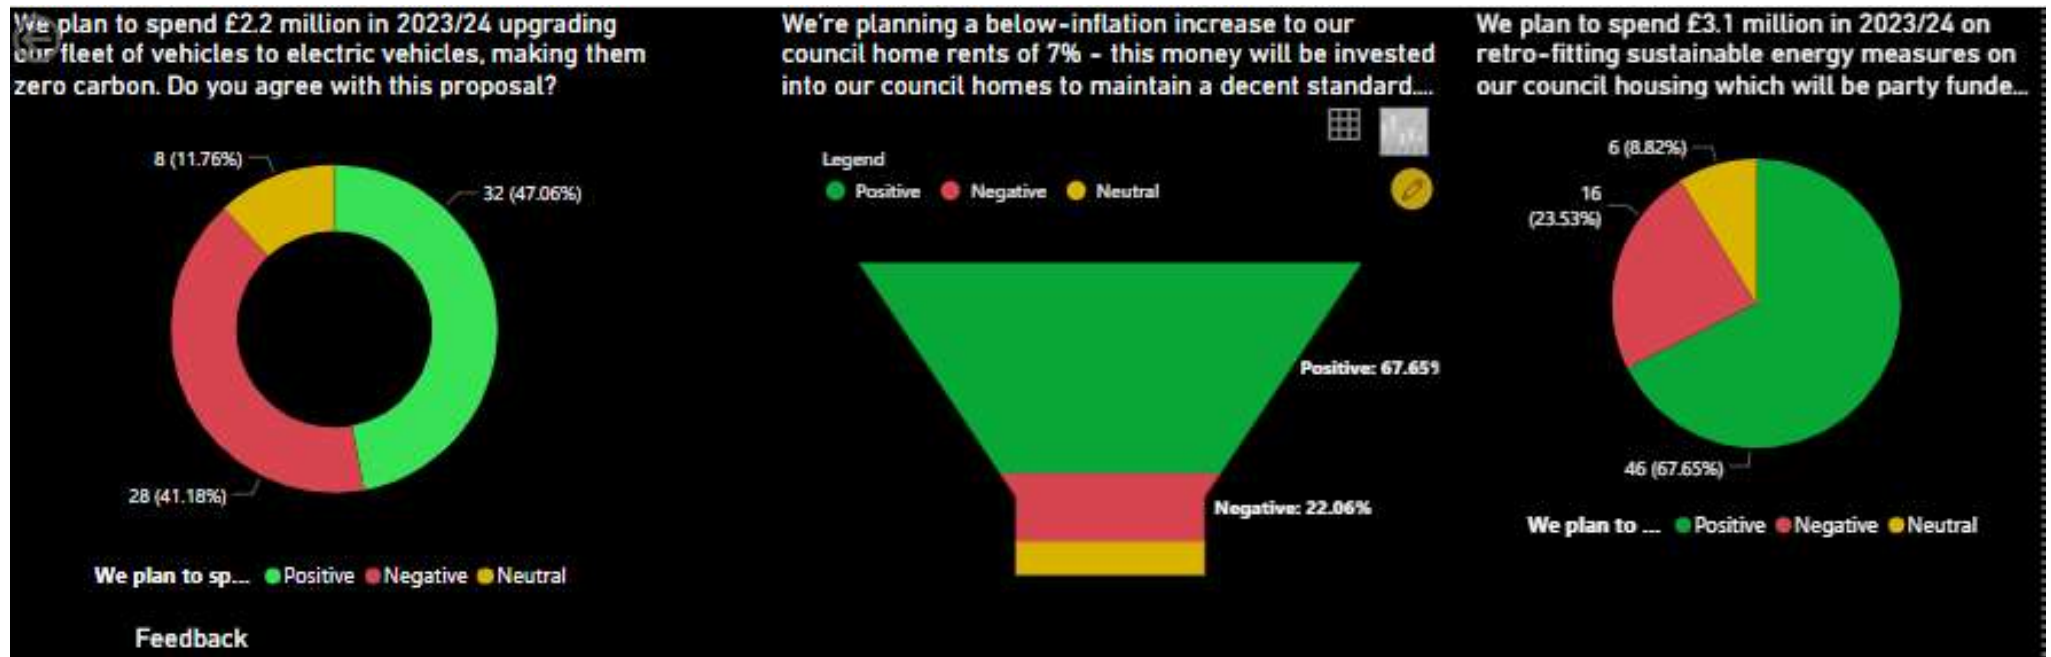 We plan to spend £2.2 million in 2023/24 upgrading
our fleet of vehicles to electric vehicles, making them
zero carbon. Do you agree with this proposal?
8 (11.76%)
32 (47.06%)
28 (41.18%)
We plan to sp... Positive Negative Neutral
Feedback
We're planning a below-inflation increase to our
council home rents of 7% - this money will be invested
into our council homes to maintain a decent standard....
Legend
Positive Negative Neutral
Positive: 67.65%
Negative: 22.06%
We plan to spend £3.1 million in 2023/24 on
retro-fitting sustainable energy measures on
our council housing which will be party funde...
6 (8.82%)
16
(23.53%)
46 (67.65%)
We plan to ... Positive Negative Neutral